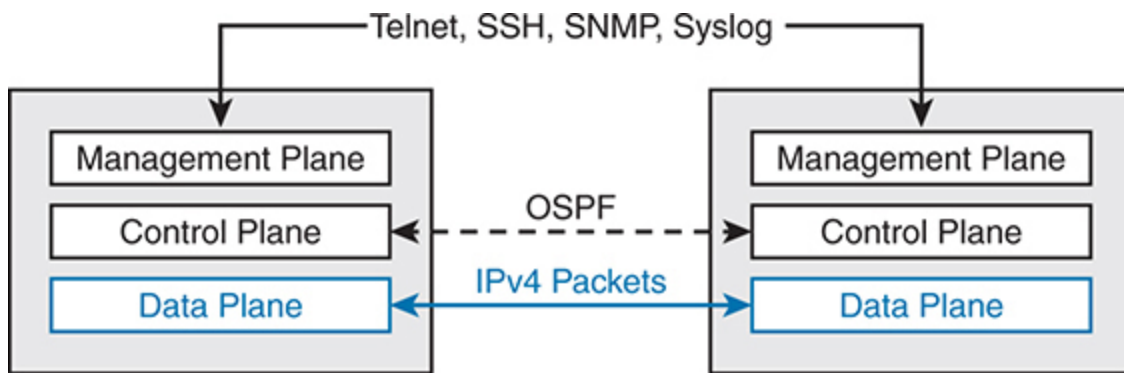 Telnet, SSH, SNMP, Syslog
Management Plane
Management Plane
OSPF
Control Plane
Control Plane
IPv4 Packets
Data Plane
Data Plane